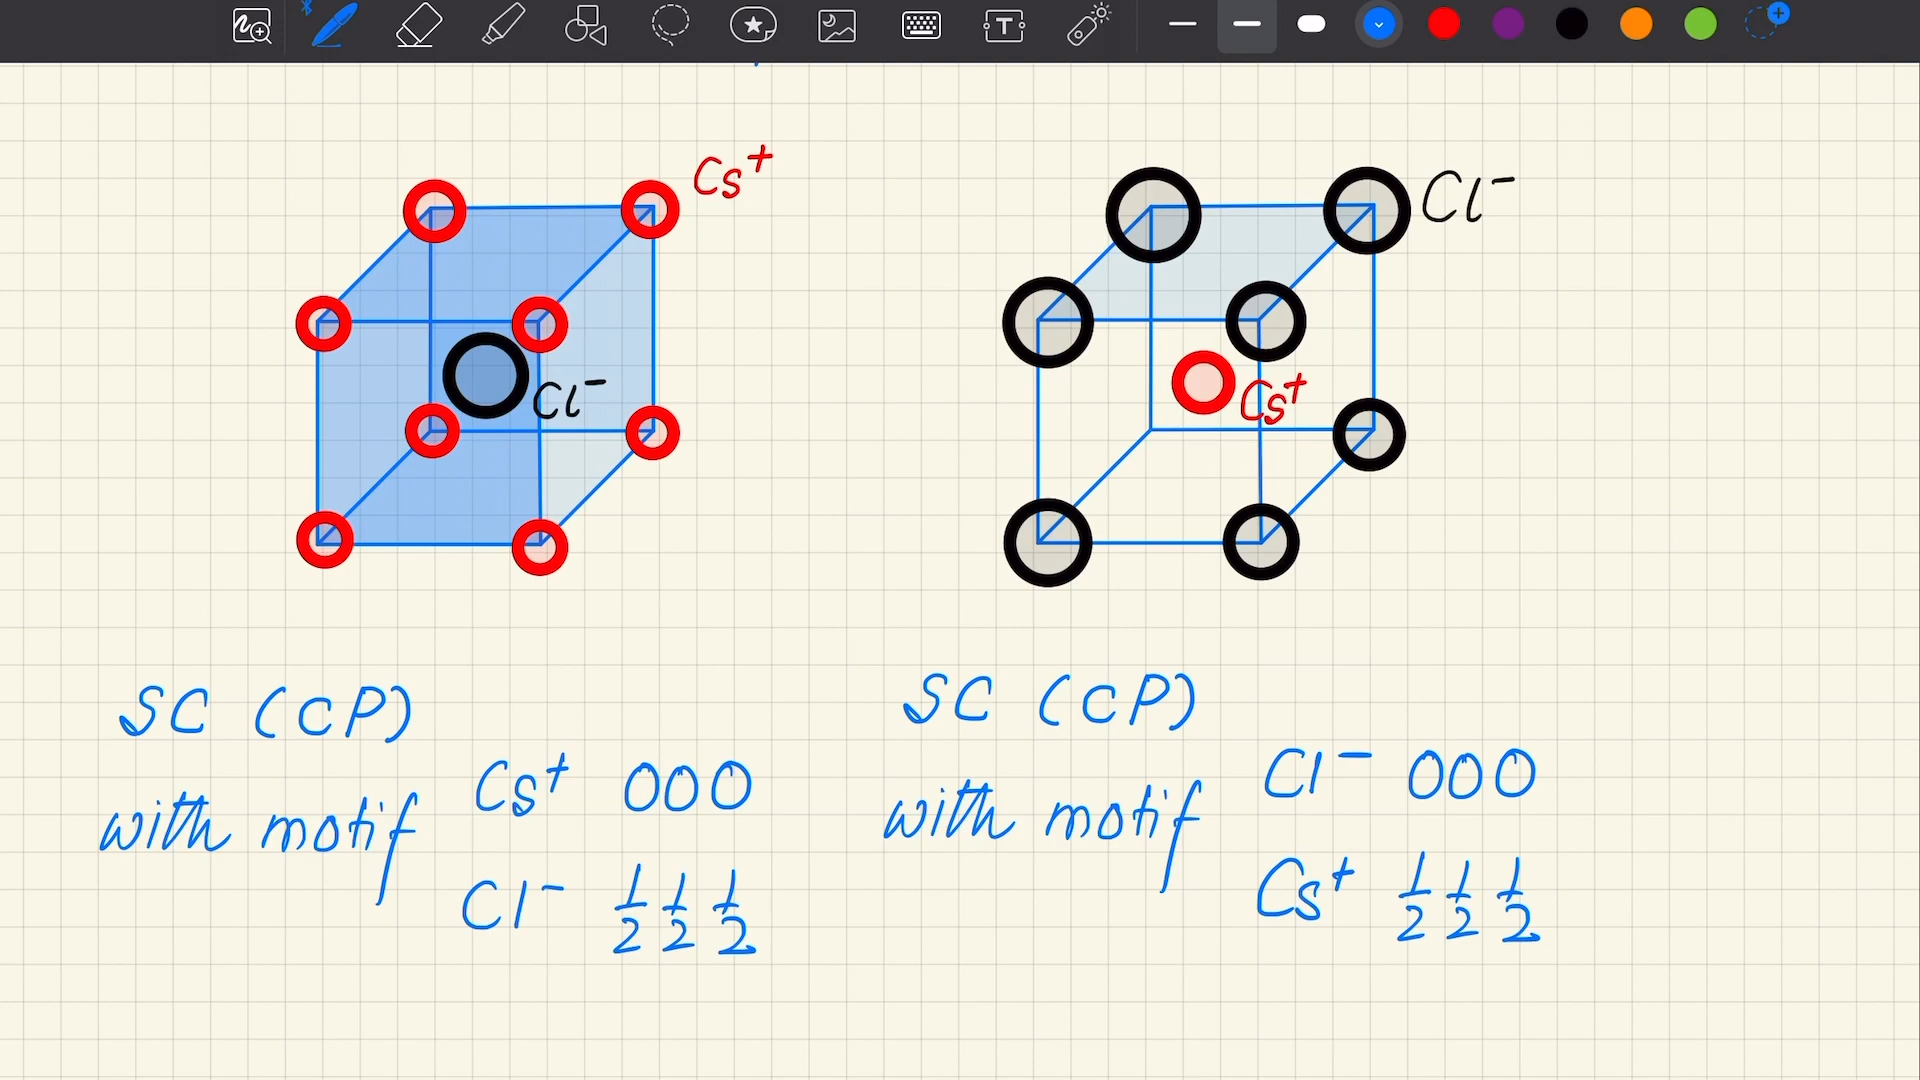 Cs⁺
Cl⁻
Cl⁻
Cs⁺
SC (CP)
with motif
Cs⁺ 000
Cl⁻ ½ ½ ½
SC (CP)
with motif
Cl⁻ 000
Cs⁺ ½ ½ ½